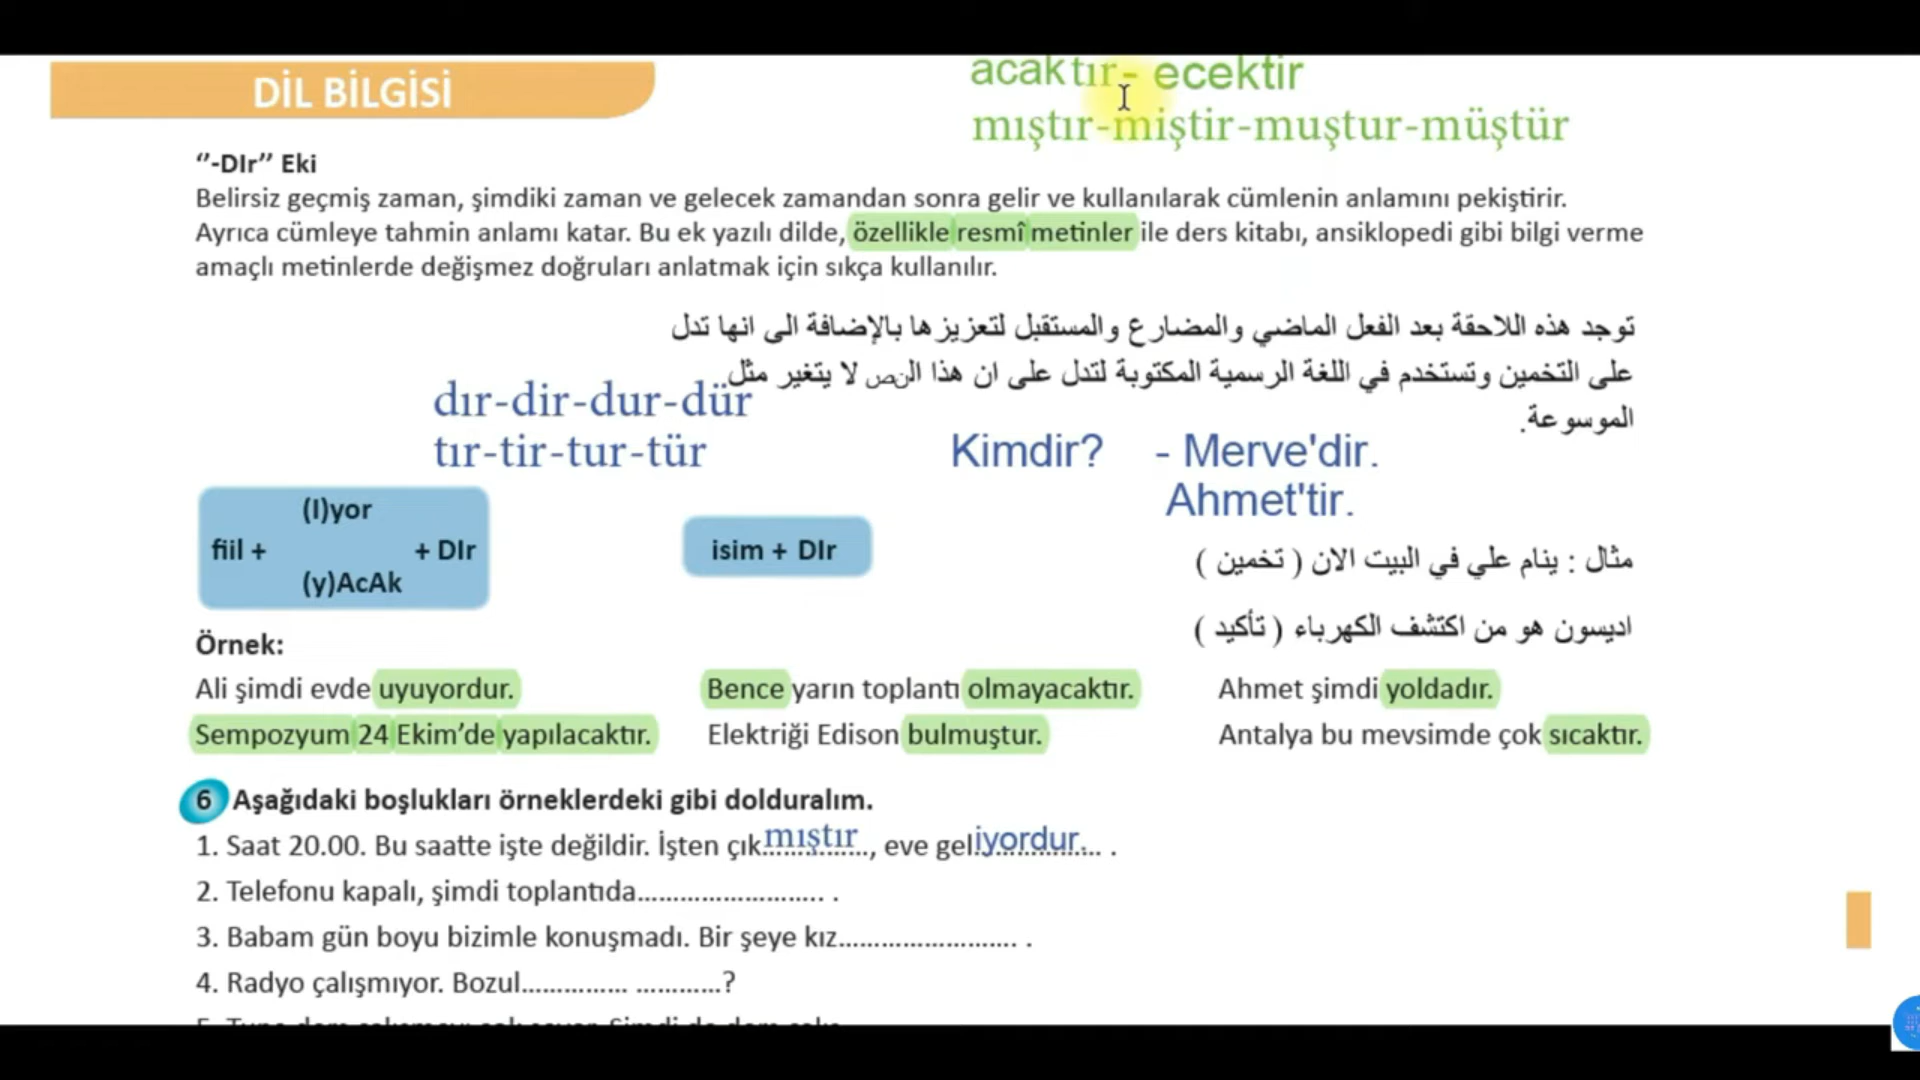 acaktır- ecektir
DİL BİLGİSİ
mıştır-miştir-muştur-müştür
‘’-DIr’’ Eki
Belirsiz geçmiş zaman, şimdiki zaman ve gelecek zamandan sonra gelir ve kullanılarak cümlenin anlamını pekiştirir.
Ayrıca cümleye tahmin anlamı katar. Bu ek yazılı dilde, özellikle resmî metinler ile ders kitabı, ansiklopedi gibi bilgi verme
amaçlı metinlerde değişmez doğruları anlatmak için sıkça kullanılır.
توجد هذه اللاحقة بعد الفعل الماضي والمضارع والمستقبل لتعزيزها بالإضافة الى انها تدل
على التخمين وتستخدم في اللغة الرسمية المكتوبة لتدل على ان هذا النص لا يتغير مثل
الموسوعة.
dır-dir-dur-dür
tır-tir-tur-tür
Kimdir? - Merve'dir.
Ahmet'tir.
(I)yor
fiil + + DIr
(y)AcAk
isim + DIr
مثال : ينام علي في البيت الان ( تخمين )
اديسون هو من اكتشف الكهرباء ( تأكيد )
Örnek:
Ali şimdi evde uyuyordur. Bence yarın toplantı olmayacaktır. Ahmet şimdi yoldadır.
Sempozyum 24 Ekim’de yapılacaktır. Elektriği Edison bulmuştur. Antalya bu mevsimde çok sıcaktır.
6 Aşağıdaki boşlukları örneklerdeki gibi dolduralım.
1. Saat 20.00. Bu saatte işte değildir. İşten çıkmıştır, eve geliyordur. .
2. Telefonu kapalı, şimdi toplantıda........................ .
3. Babam gün boyu bizimle konuşmadı. Bir şeye kız......................... .
4. Radyo çalışmıyor. Bozul............... ............?